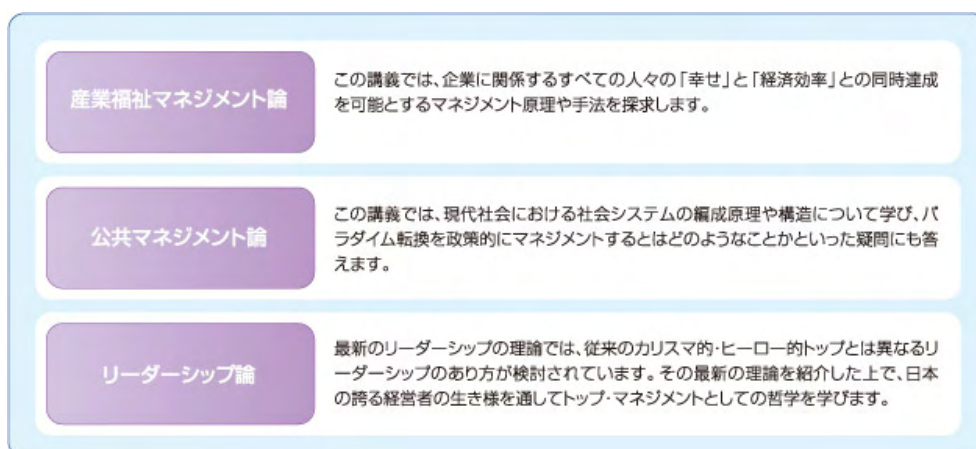 産業福祉マネジメント論
この講義では、企業に関係するすべての人々の「幸せ」と「経済効率」との同時達成
を可能とするマネジメント原理や手法を探求します。
公共マネジメント論
この講義では、現代社会における社会システムの編成原理や構造について学び、パ
ラダイム転換を政策的にマネジメントするとはどのようなことかといった疑問にも答
えます。
リーダーシップ論
最新のリーダーシップの理論では、従来のカリスマ的・ヒーロー的トップとは異なるリ
ーダーシップのあり方が検討されています。その最新の理論を紹介した上で、日本
の誇る経営者の生き様を通してトップ・マネジメントとしての哲学を学びます。